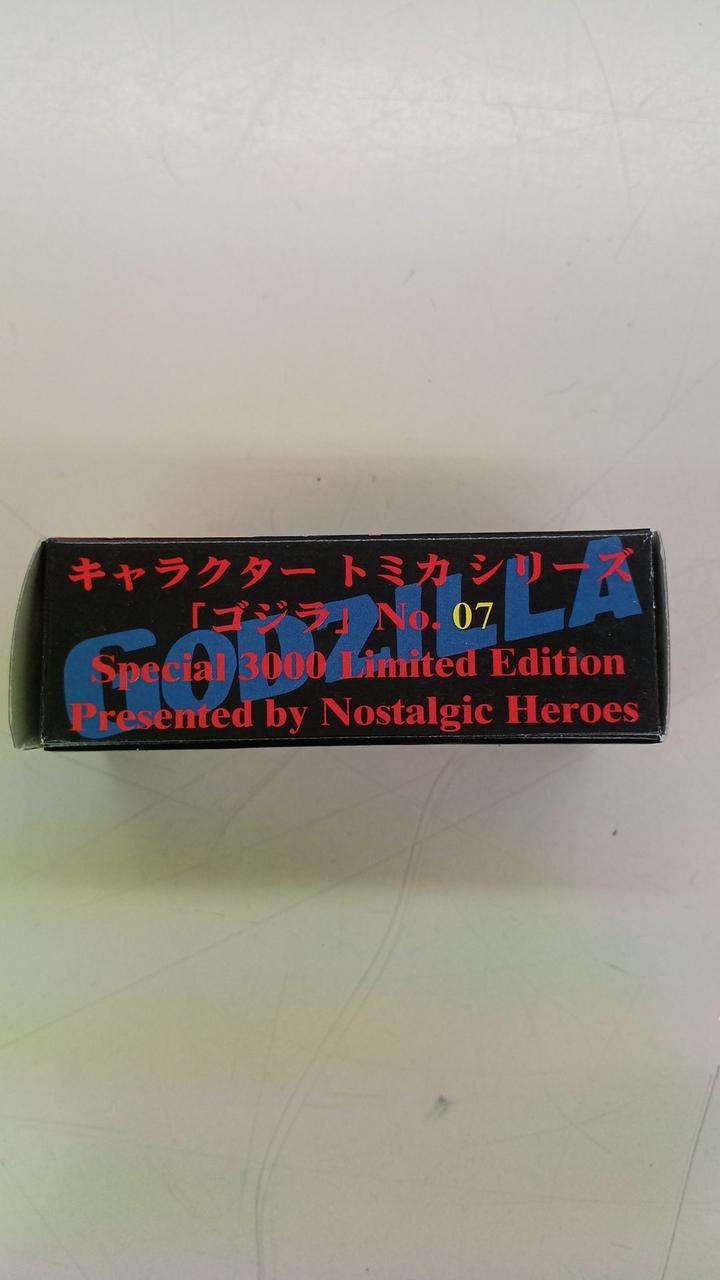 キャラクター トミカ シリーズ
「ゴジラ」No. 07
Special 3000 Limited Edition
Presented by Nostalgic Heroes
GODZILLA